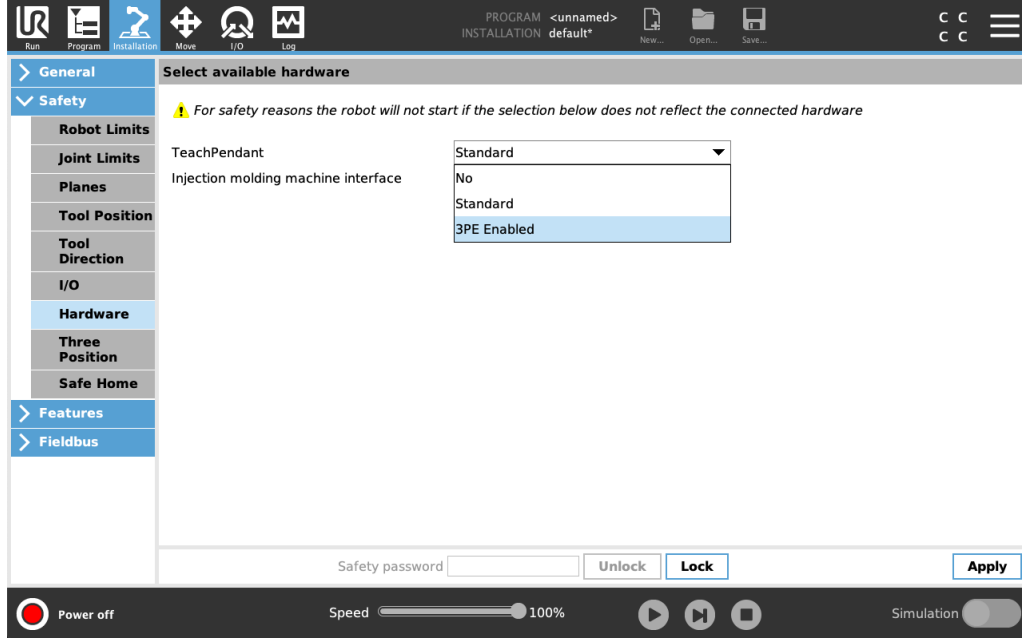 UR
Run
Program
Installation
Move
I/O
Log
PROGRAM <unnamed>
INSTALLATION default*
New...
Open...
Save...
C C
C C
General
Safety
Robot Limits
Joint Limits
Planes
Tool Position
Tool
Direction
I/O
Hardware
Three
Position
Safe Home
Features
Fieldbus
Select available hardware
For safety reasons the robot will not start if the selection below does not reflect the connected hardware
TeachPendant Standard
Injection molding machine interface No
Standard
3PE Enabled
Safety password Unlock Lock Apply
Power off Speed 100% Simulation